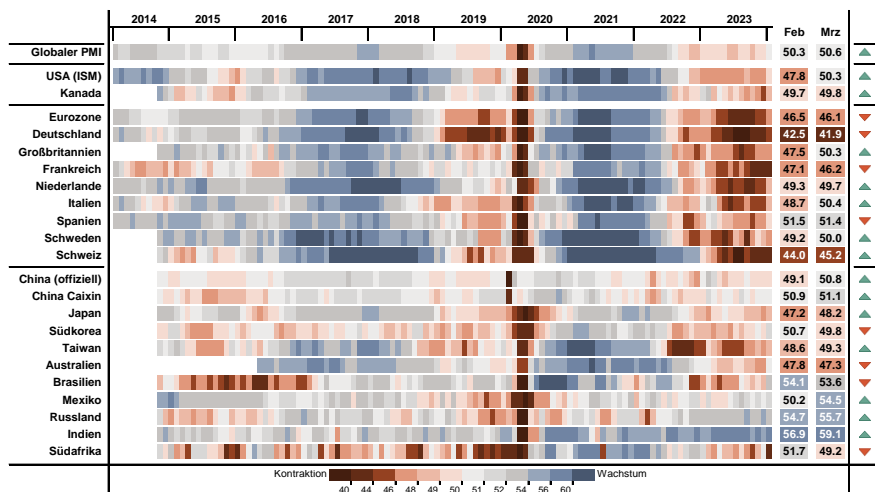 2014 2015 2016 2017 2018 2019 2020 2021 2022 2023 Feb Mrz
Globaler PMI 50.3 50.6
USA (ISM) 47.8 50.3
Kanada 49.7 49.8
Eurozone 46.5 46.1
Deutschland 42.5 41.9
Großbritannien 47.5 50.3
Frankreich 47.1 46.2
Niederlande 49.3 49.7
Italien 48.7 50.4
Spanien 51.5 51.4
Schweden 49.2 50.0
Schweiz 44.0 45.2
China (offiziell) 49.1 50.8
China Caixin 50.9 51.1
Japan 47.2 48.2
Südkorea 50.7 49.8
Taiwan 48.6 49.3
Australien 47.8 47.3
Brasilien 54.1 53.6
Mexiko 50.2 54.5
Russland 54.7 55.7
Indien 56.9 59.1
Südafrika 51.7 49.2
Kontraktion Wachstum
40 44 46 48 49 50 51 52 54 56 60